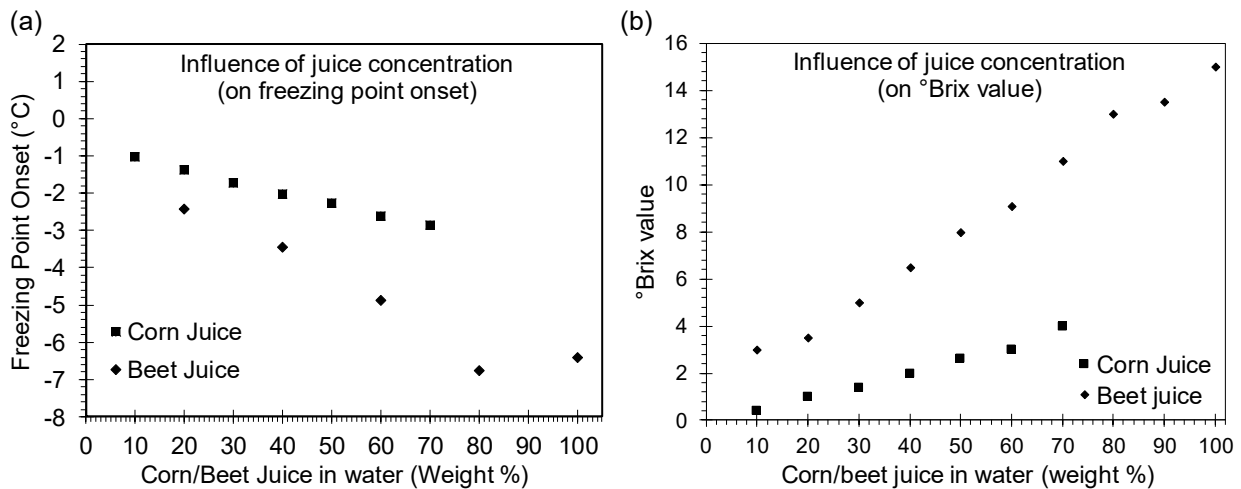 (a)
Influence of juice concentration
(on freezing point onset)
Freezing Point Onset (°C)
2
1
0
-1
-2
-3
-4
-5
-6
-7
-8
Corn Juice
Beet Juice
0 10 20 30 40 50 60 70 80 90 100
Corn/Beet Juice in water (Weight %)
(b)
Influence of juice concentration
(on °Brix value)
°Brix value
16
14
12
10
8
6
4
2
0
Corn Juice
Beet juice
0 10 20 30 40 50 60 70 80 90 100
Corn/beet juice in water (weight %)